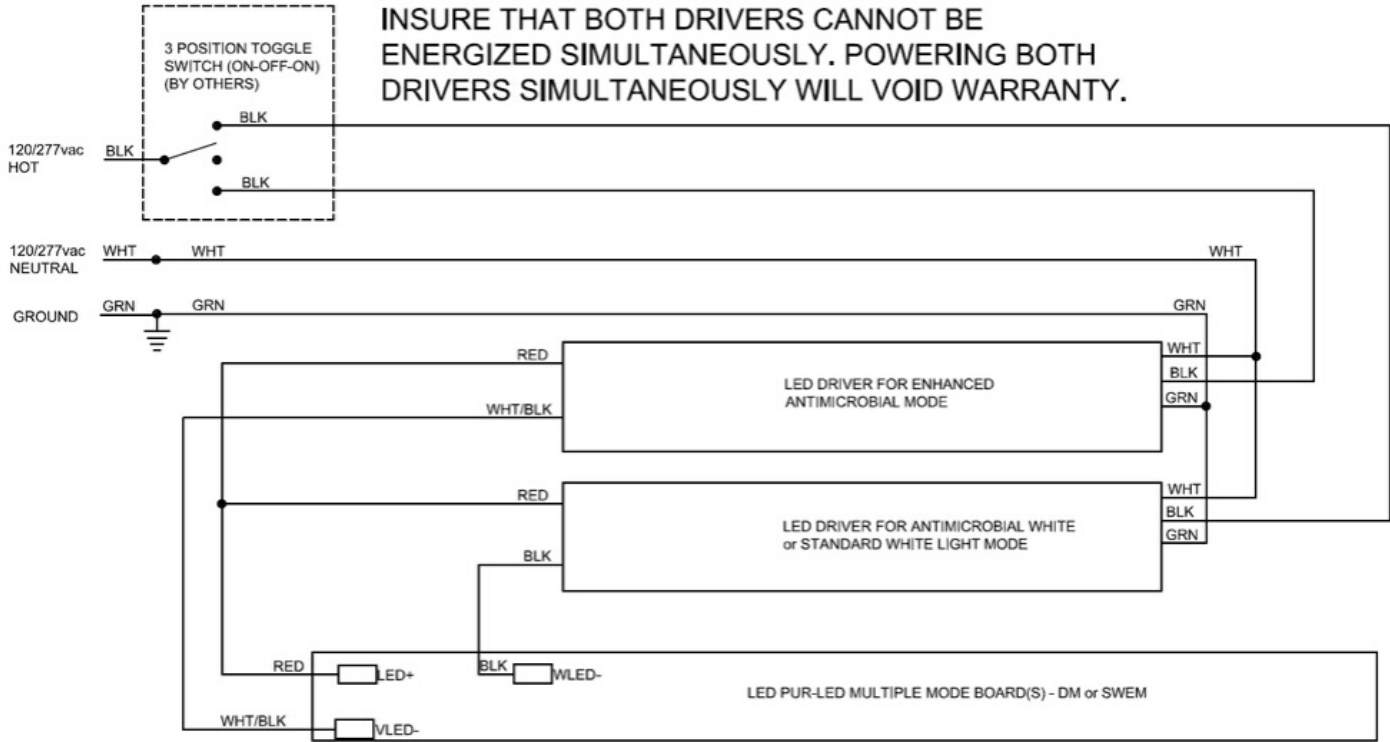 INSURE THAT BOTH DRIVERS CANNOT BE
ENERGIZED SIMULTANEOUSLY. POWERING BOTH
DRIVERS SIMULTANEOUSLY WILL VOID WARRANTY.
3 POSITION TOGGLE
SWITCH (ON-OFF-ON)
(BY OTHERS)
BLK
120/277vac
HOT
BLK
BLK
120/277vac
NEUTRAL
WHT
WHT
WHT
GROUND
GRN
GRN
GRN
RED
WHT/BLK
LED DRIVER FOR ENHANCED
ANTIMICROBIAL MODE
WHT
BLK
GRN
RED
BLK
LED DRIVER FOR ANTIMICROBIAL WHITE
or STANDARD WHITE LIGHT MODE
WHT
BLK
GRN
RED
LED+
BLK
WLED-
LED PUR-LED MULTIPLE MODE BOARD(S) - DM or SWEM
WHT/BLK
VLED-